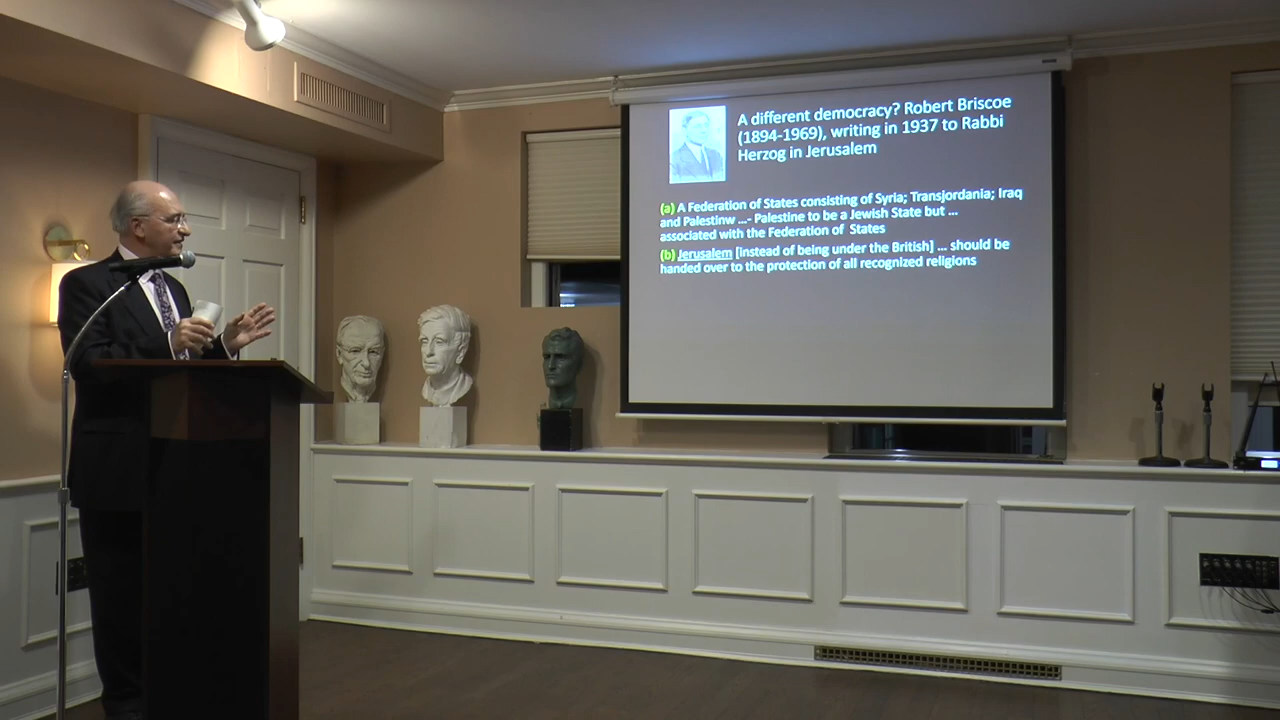 A different democracy? Robert Briscoe
(1894-1969), writing in 1937 to Rabbi
Herzog in Jerusalem
(a) A Federation of States consisting of Syria; Transjordania; Iraq
and Palestinw ...- Palestine to be a Jewish State but ...
associated with the Federation of States
(b) Jerusalem [instead of being under the British] ... should be
handed over to the protection of all recognized religions